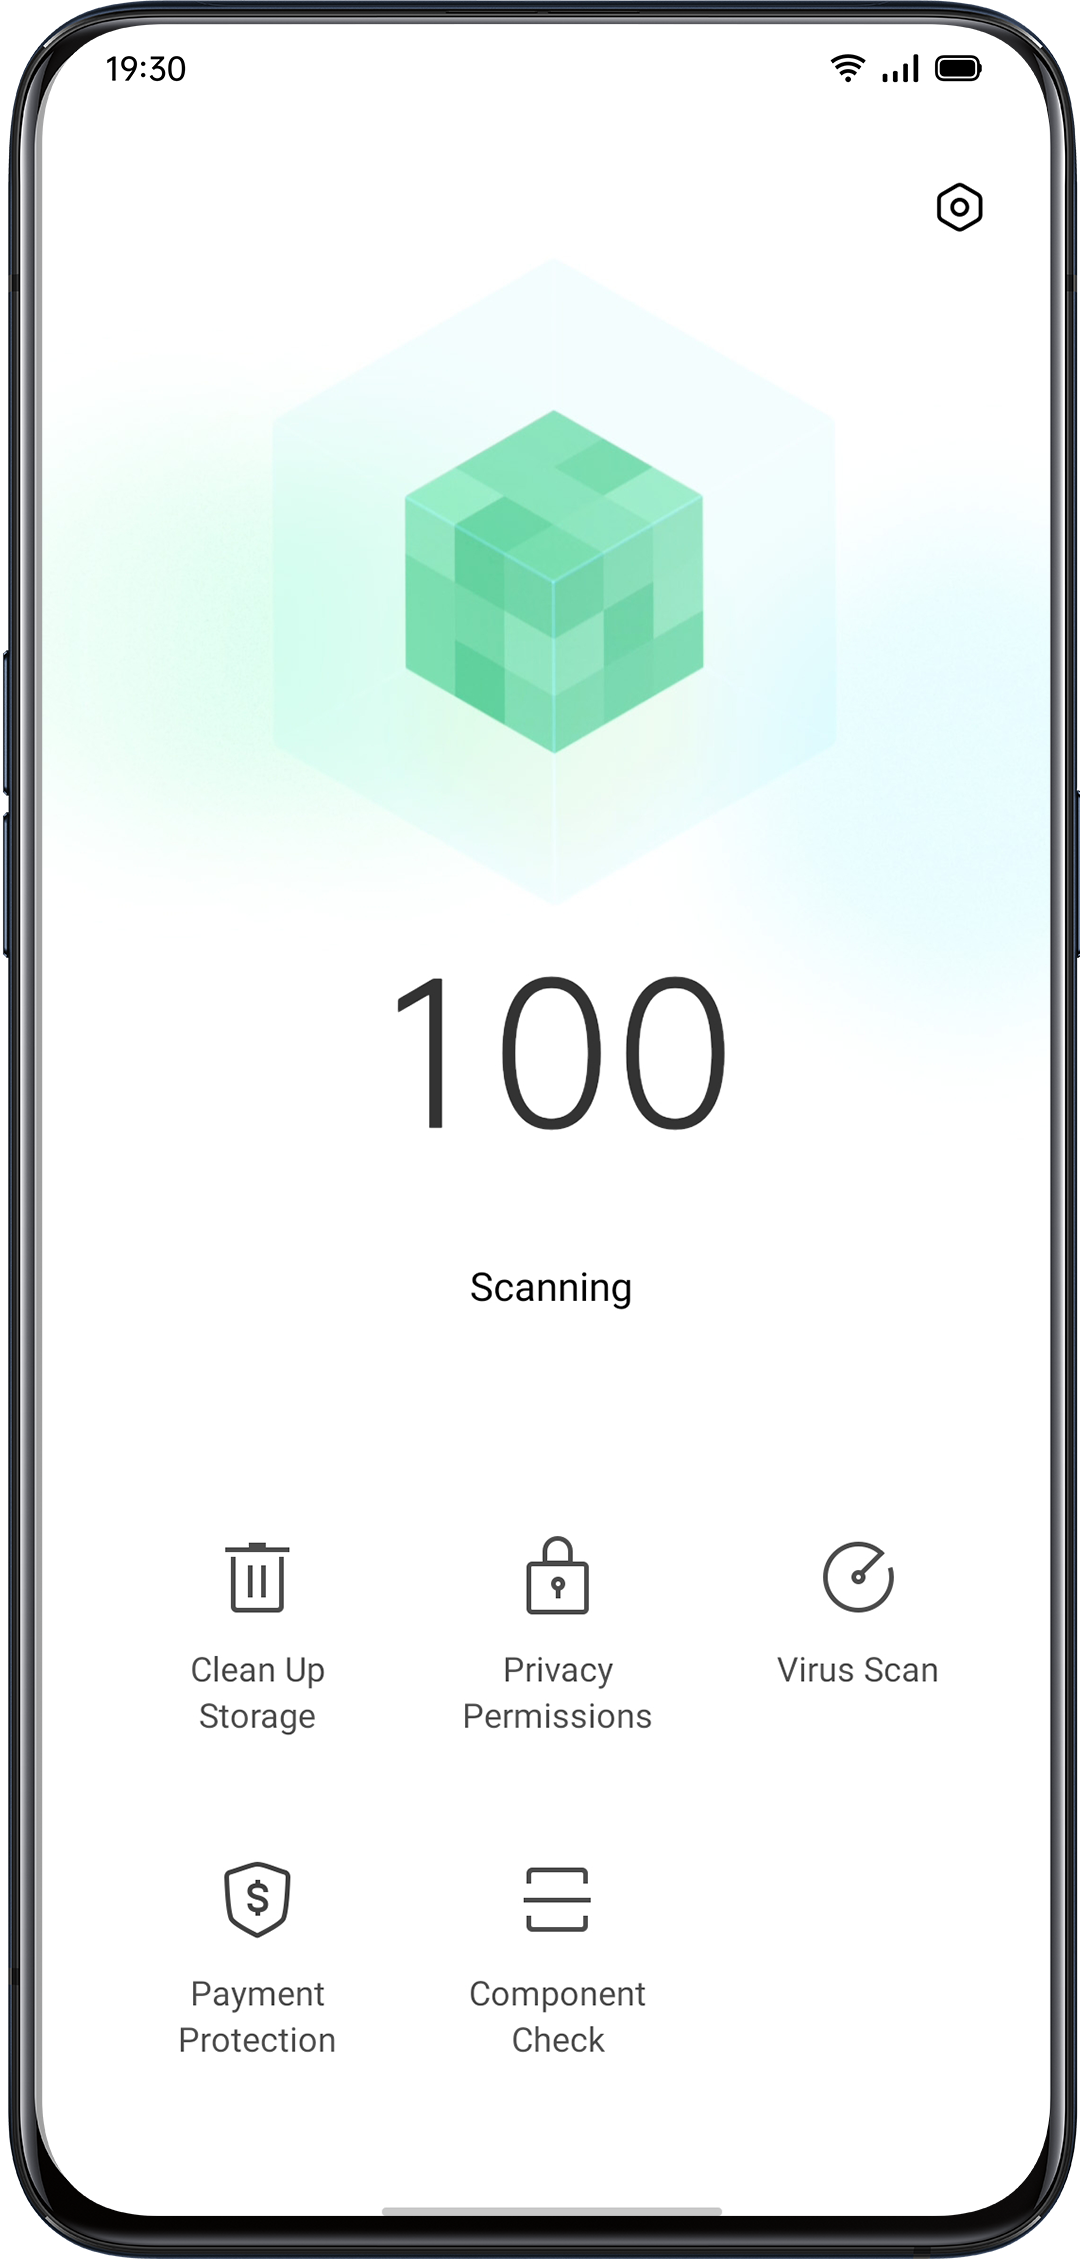 19:30
100
Scanning
Clean Up
Storage
Privacy
Permissions
Virus Scan
$
Payment
Protection
Component
Check